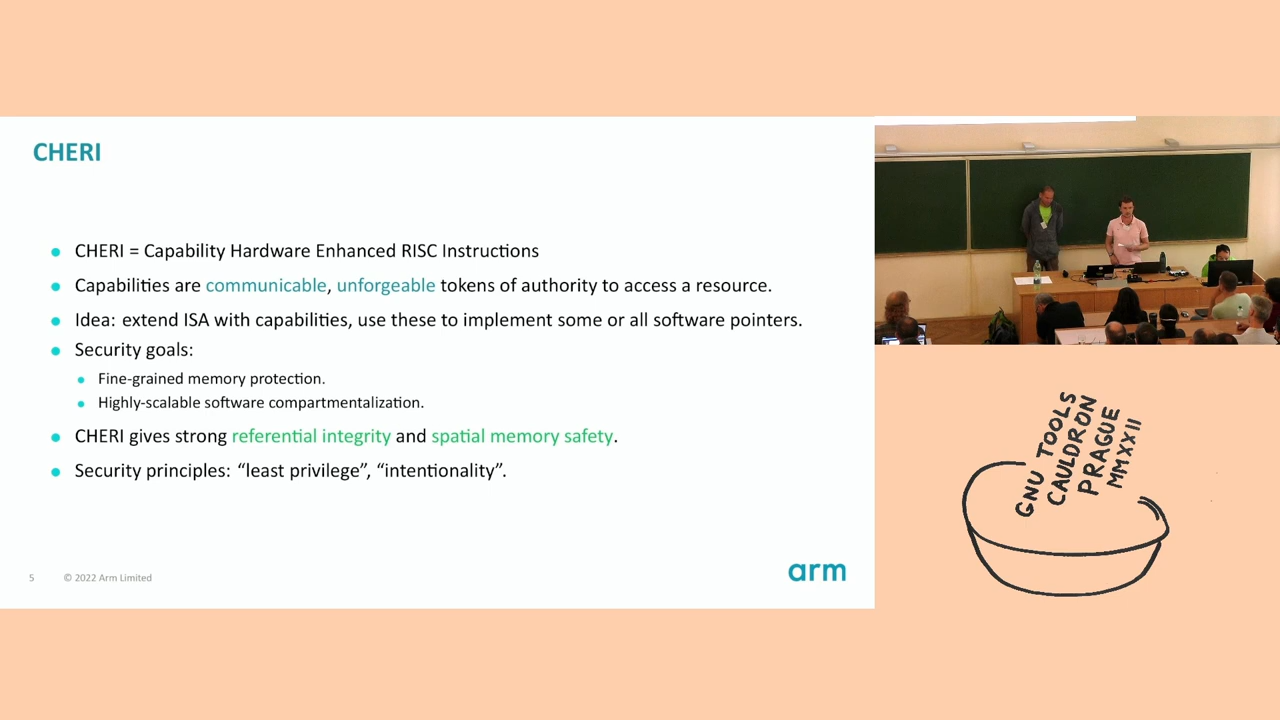 CHERI
CHERI = Capability Hardware Enhanced RISC Instructions
Capabilities are communicable, unforgeable tokens of authority to access a resource.
Idea: extend ISA with capabilities, use these to implement some or all software pointers.
Security goals:
Fine-grained memory protection.
Highly-scalable software compartmentalization.
CHERI gives strong referential integrity and spatial memory safety.
Security principles: “least privilege”, “intentionality”.
5 © 2022 Arm Limited
arm
GNU TOOLS
CAULDRON
PRAGUE
MMXXII